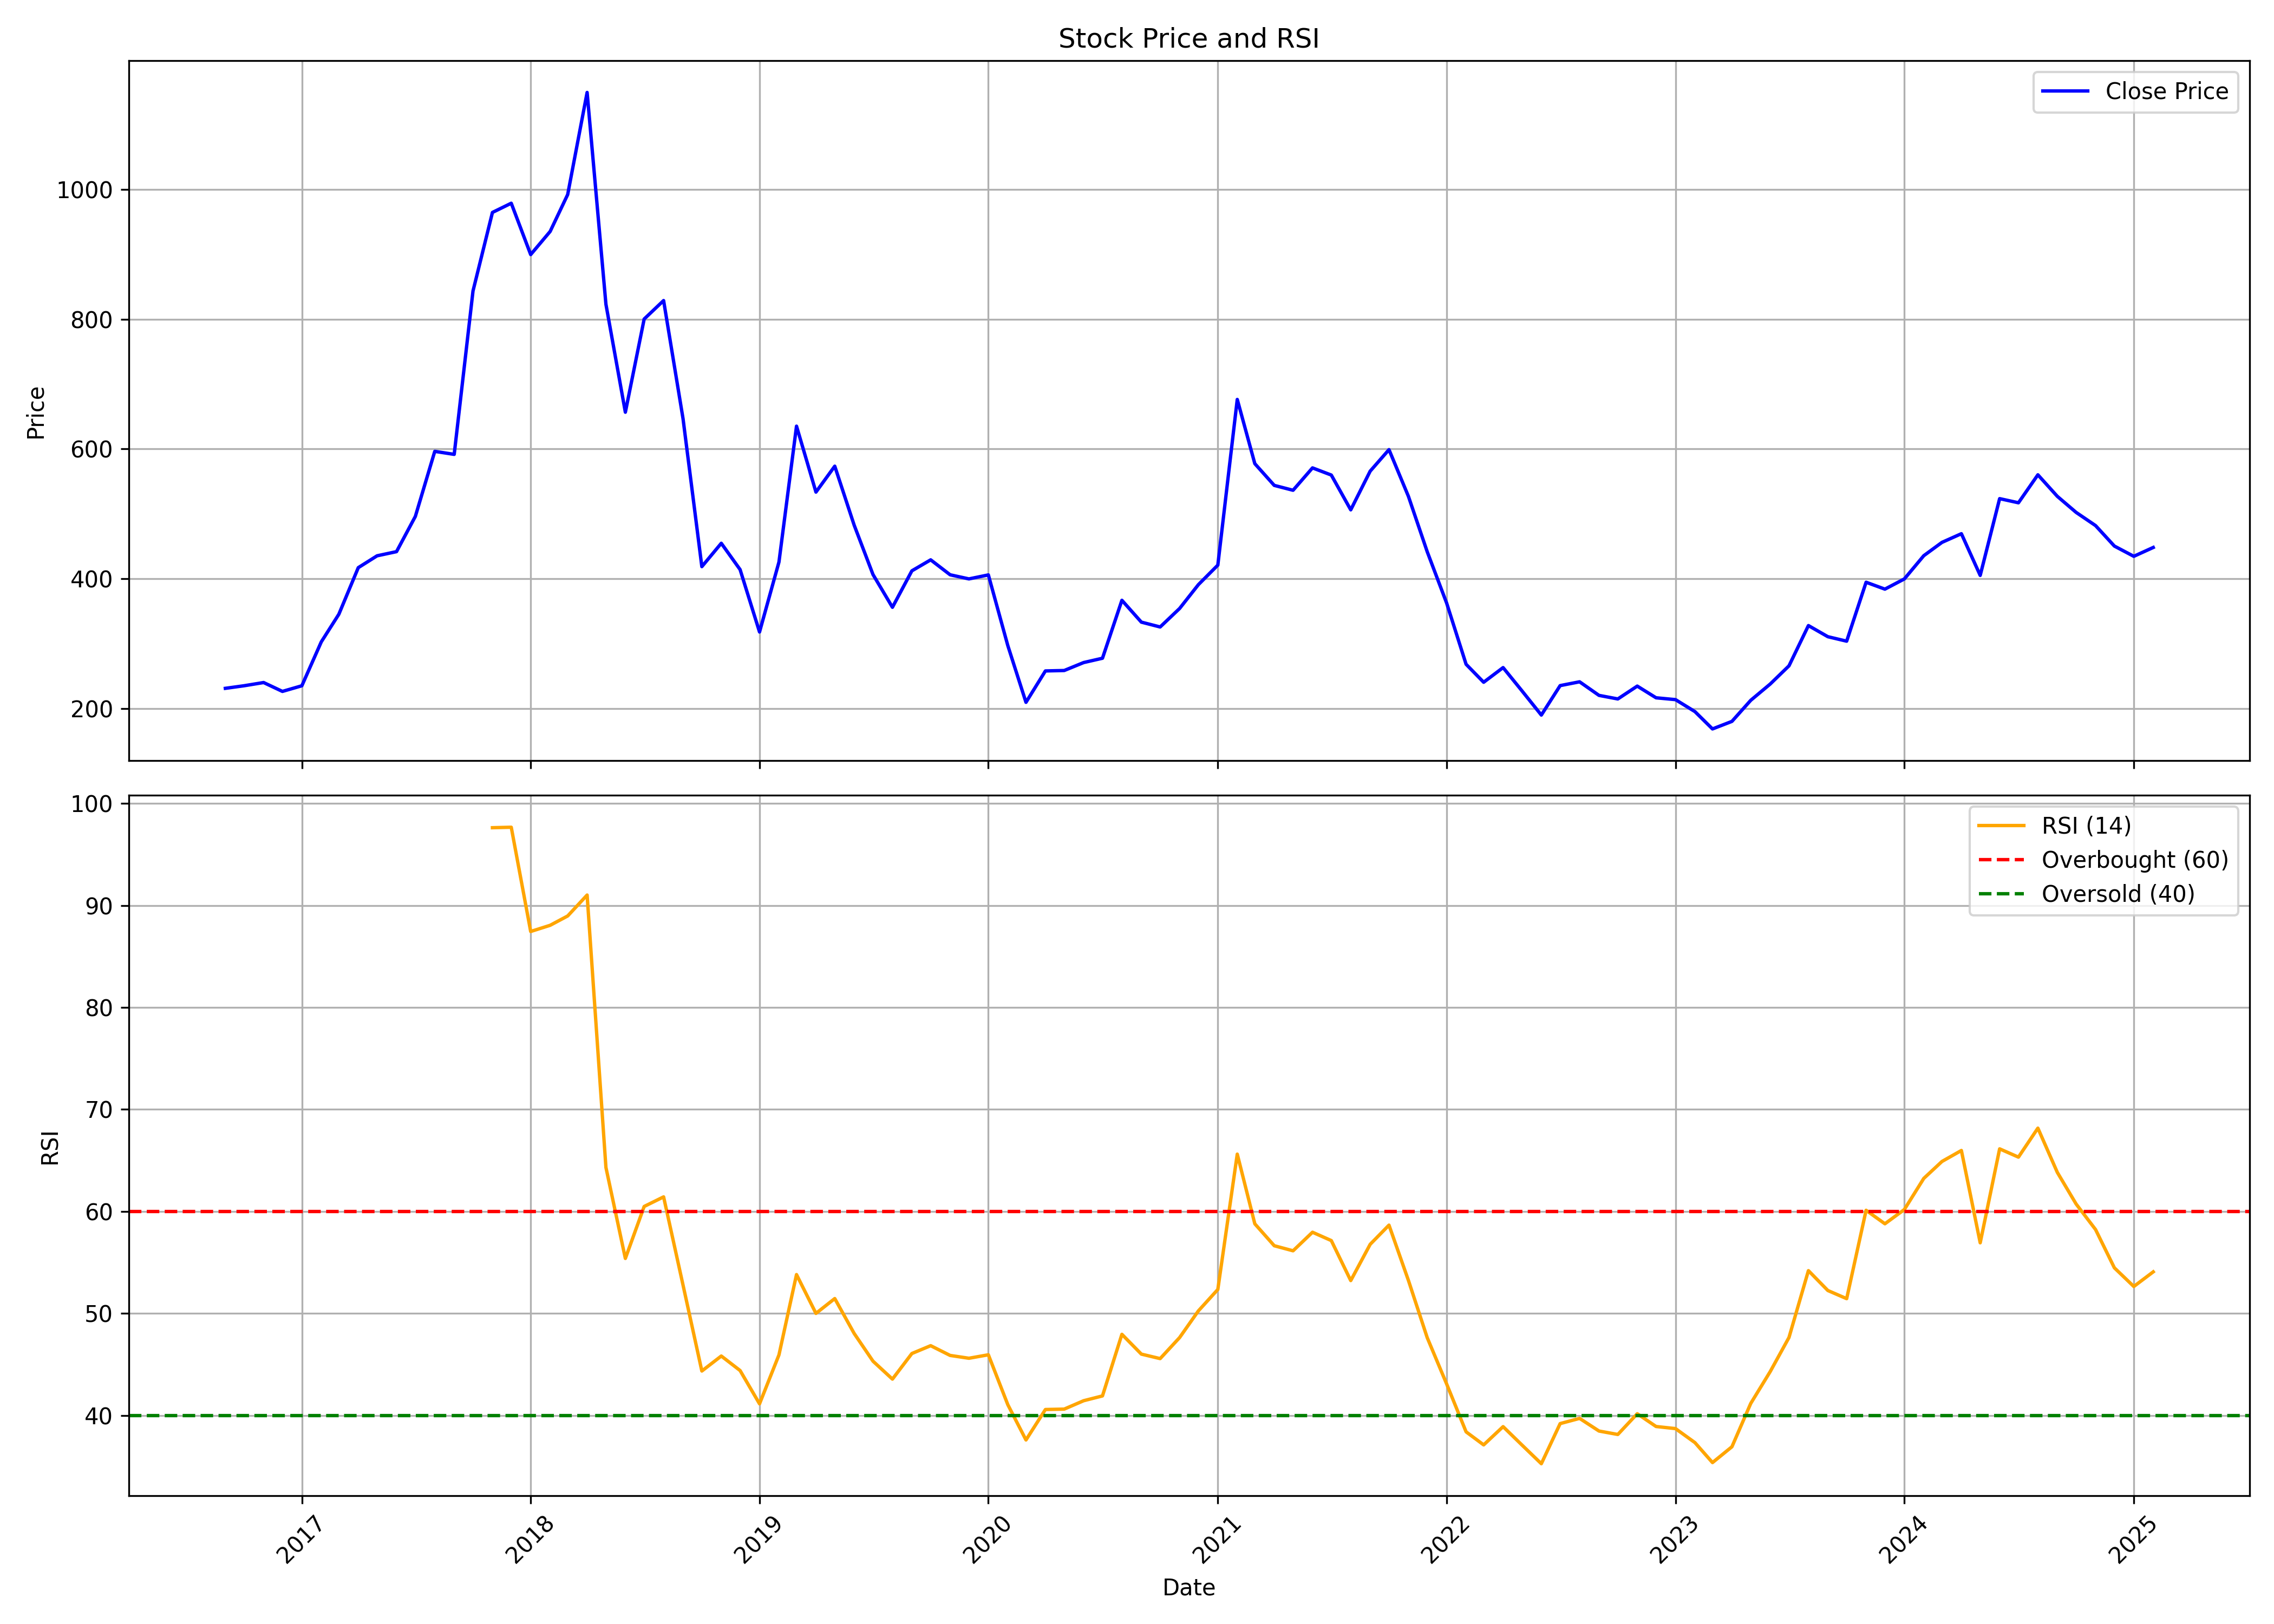 Stock Price and RSI
Close Price
Price
1000
800
600
400
200
RSI (14)
Overbought (60)
Oversold (40)
RSI
100
90
80
70
60
50
40
2017
2018
2019
2020
2021
2022
2023
2024
2025
Date